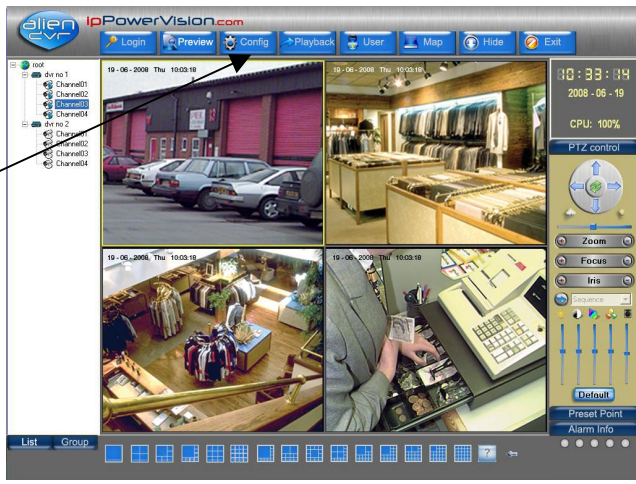 alien
dvr
ipPowerVision.com
Login
Preview
Config
Playback
User
Map
Hide
Exit
root
dvr no 1
Channel01
Channel02
Channel03
Channel04
dvr no 2
Channel01
Channel02
Channel03
Channel04
19 - 06 - 2008 Thu 10:03:18
19 - 06 - 2008 Thu 10:03:18
19 - 06 - 2008 Thu 10:03:18
19 - 06 - 2008 Thu 10:03:18
10:33:14
2008 - 06 - 19
CPU: 100%
PTZ control
Zoom
Focus
Iris
Sequence
Default
Preset Point
Alarm Info
List
Group
?